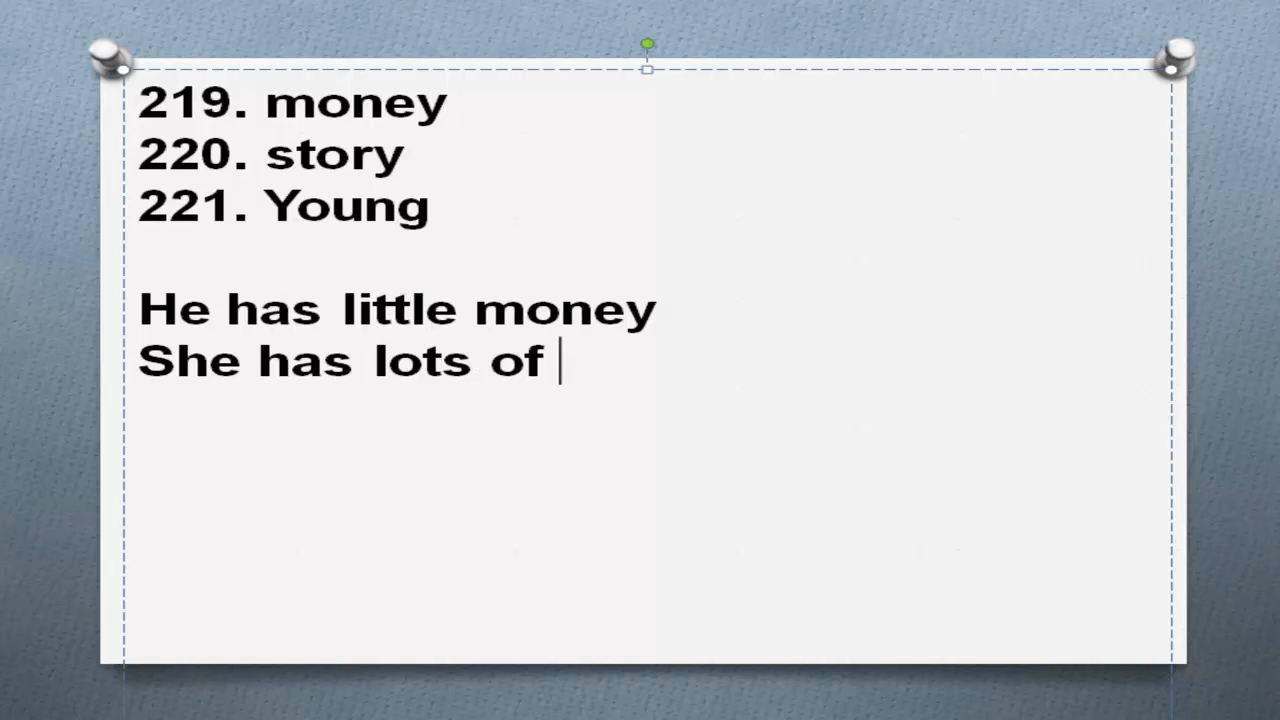 219. money
220. story
221. Young
He has little money
She has lots of